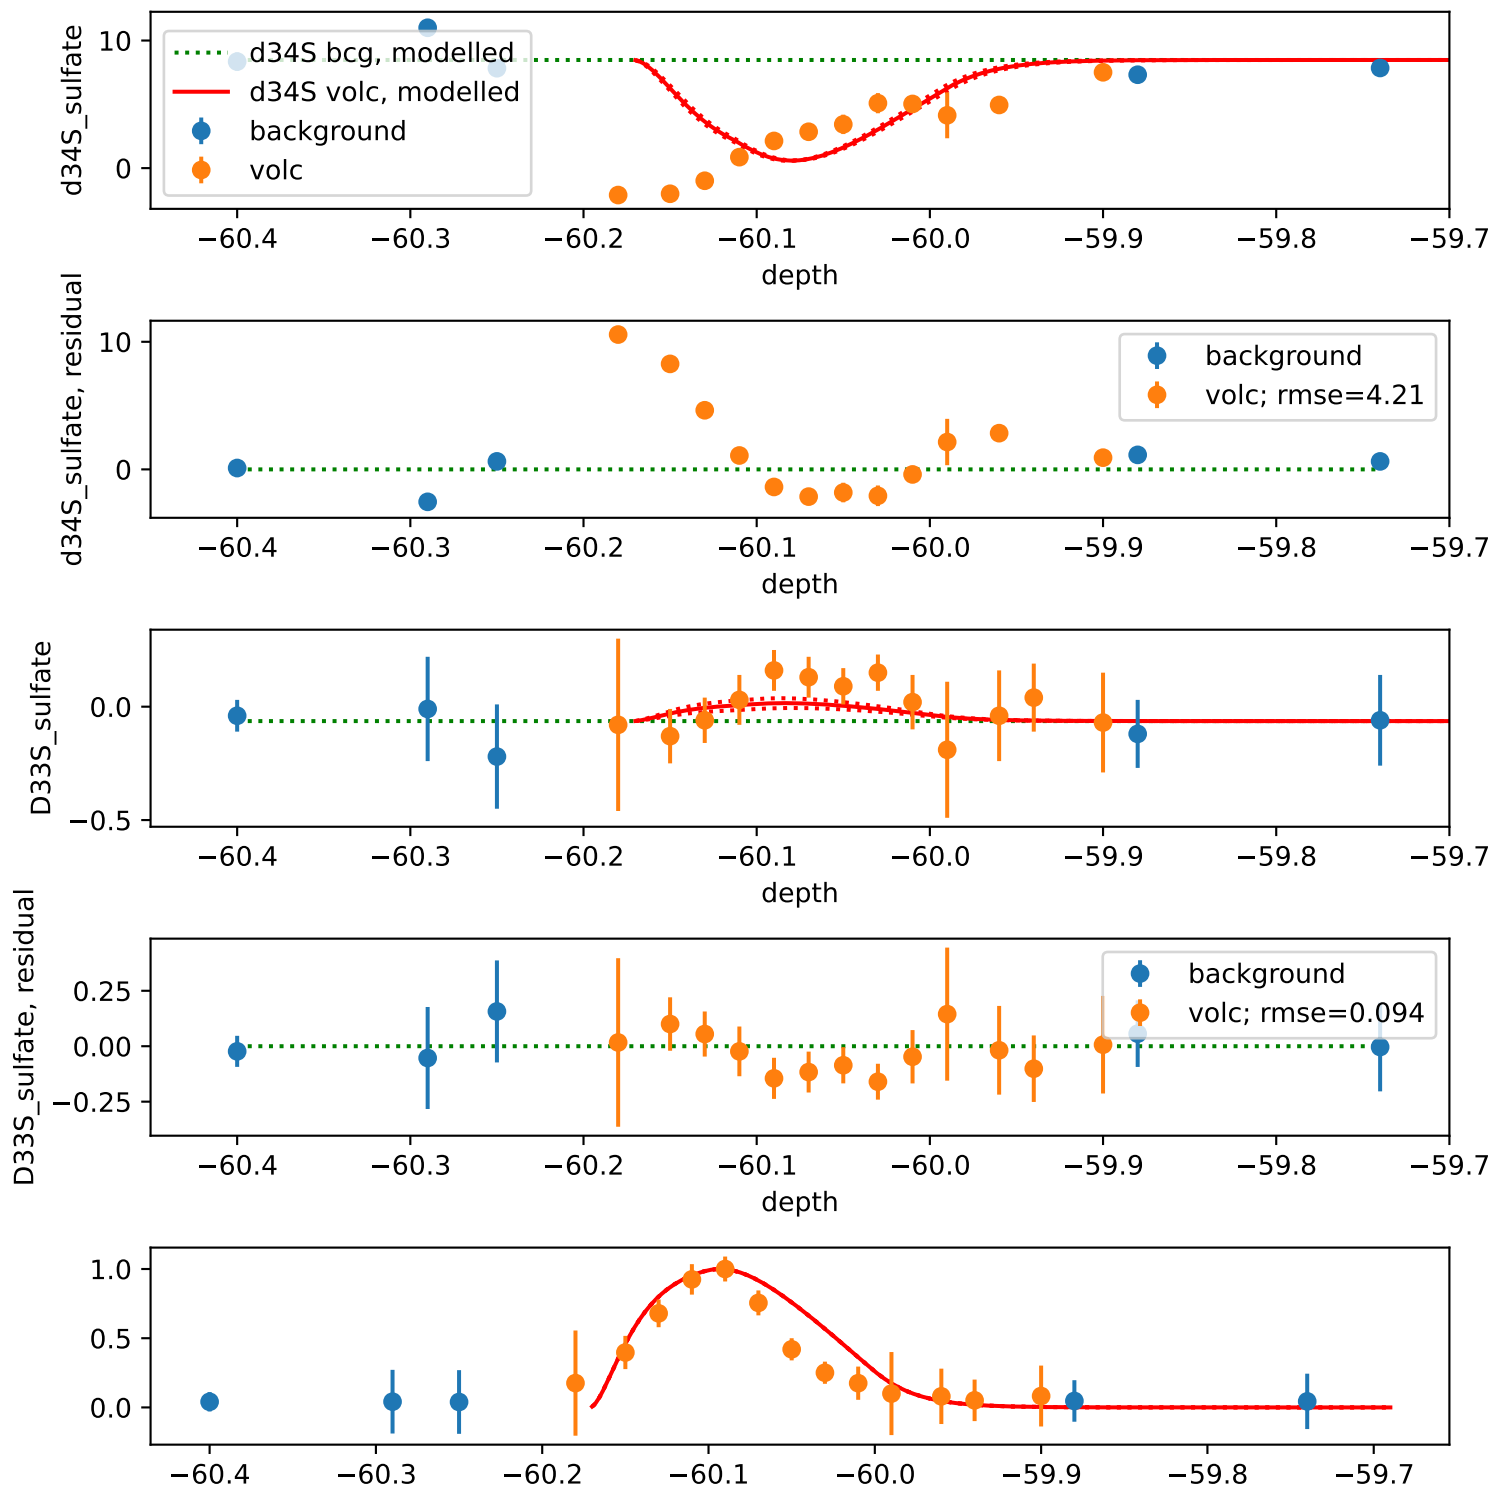 d34S_sulfate
10
0
d34S bcg, modelled
d34S volc, modelled
background
volc
−60.4 −60.3 −60.2 −60.1 −60.0 −59.9 −59.8 −59.7
depth
d34S_sulfate, residual
10
0
background
volc; rmse=4.21
−60.4 −60.3 −60.2 −60.1 −60.0 −59.9 −59.8 −59.7
depth
D33S_sulfate
0.0
−0.5
−60.4 −60.3 −60.2 −60.1 −60.0 −59.9 −59.8 −59.7
depth
D33S_sulfate, residual
0.25
0.00
−0.25
background
volc; rmse=0.094
−60.4 −60.3 −60.2 −60.1 −60.0 −59.9 −59.8 −59.7
depth
1.0
0.5
0.0
−60.4 −60.3 −60.2 −60.1 −60.0 −59.9 −59.8 −59.7